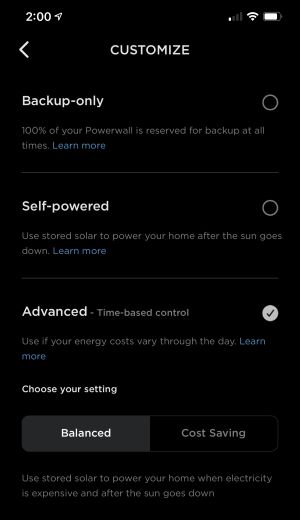 2:00
CUSTOMIZE
Backup-only
100% of your Powerwall is reserved for backup at all
times. Learn more
Self-powered
Use stored solar to power your home after the sun goes
down. Learn more
Advanced - Time-based control
Use if your energy costs vary through the day. Learn
more
Choose your setting
Balanced
Cost Saving
Use stored solar to power your home when electricity
is expensive and after the sun goes down